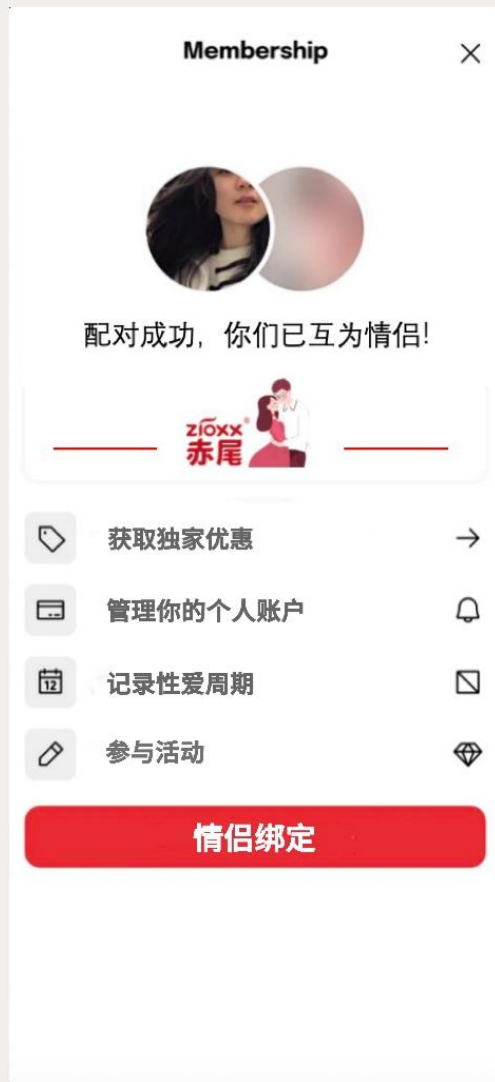 Membership
配对成功，你们已互为情侣!
zioxx®
赤尾
获取独家优惠
管理你的个人账户
12
记录性爱周期
参与活动
情侣绑定